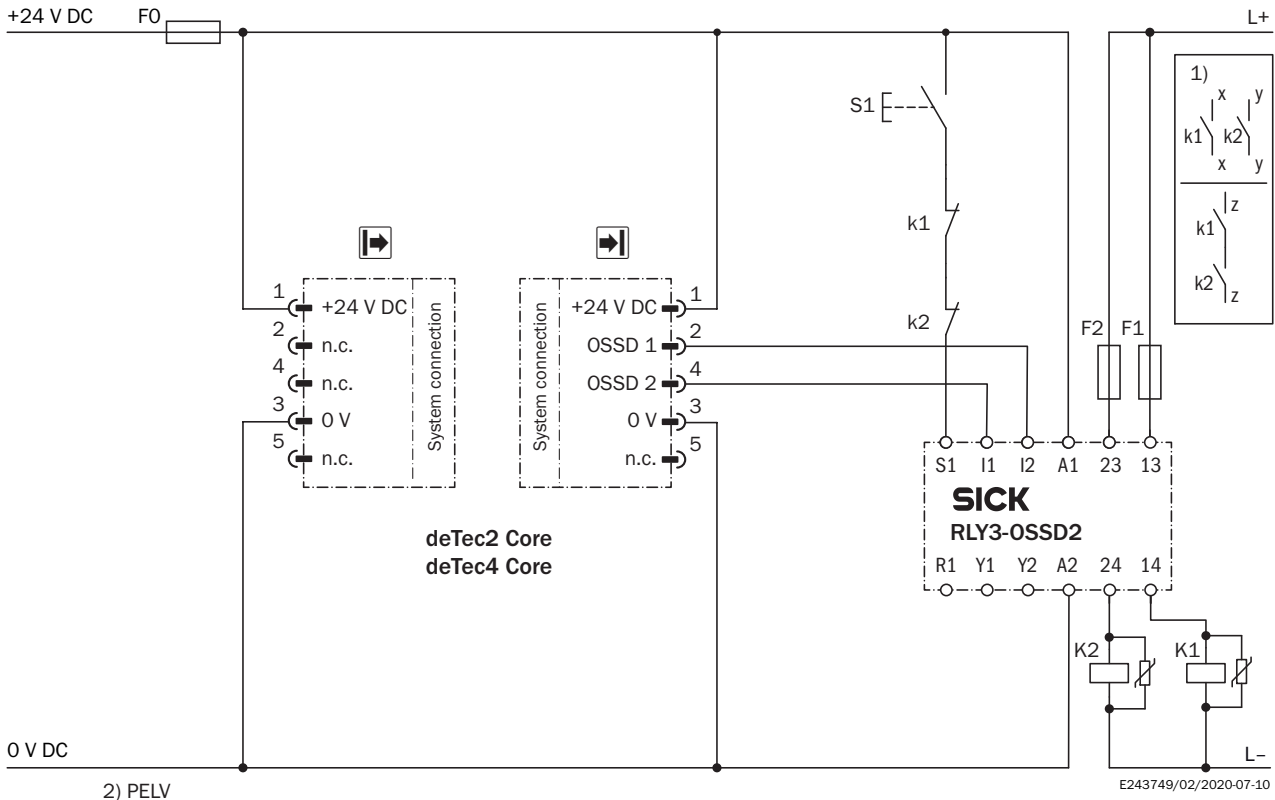 +24 V DC
F0
L+
1)
x y
k1 k2
x y
z
k1
k2
z
S1
k1
k2
F2 F1
1
+24 V DC
2
n.c.
4
n.c.
3
0 V
5
n.c.
System connection
System connection
+24 V DC
1
OSSD 1
2
OSSD 2
4
0 V
3
n.c.
5
deTec2 Core
deTec4 Core
S1 I1 I2 A1 23 13
SICK
RLY3-OSSD2
R1 Y1 Y2 A2 24 14
K2 K1
0 V DC
L–
2) PELV
E243749/02/2020-07-10